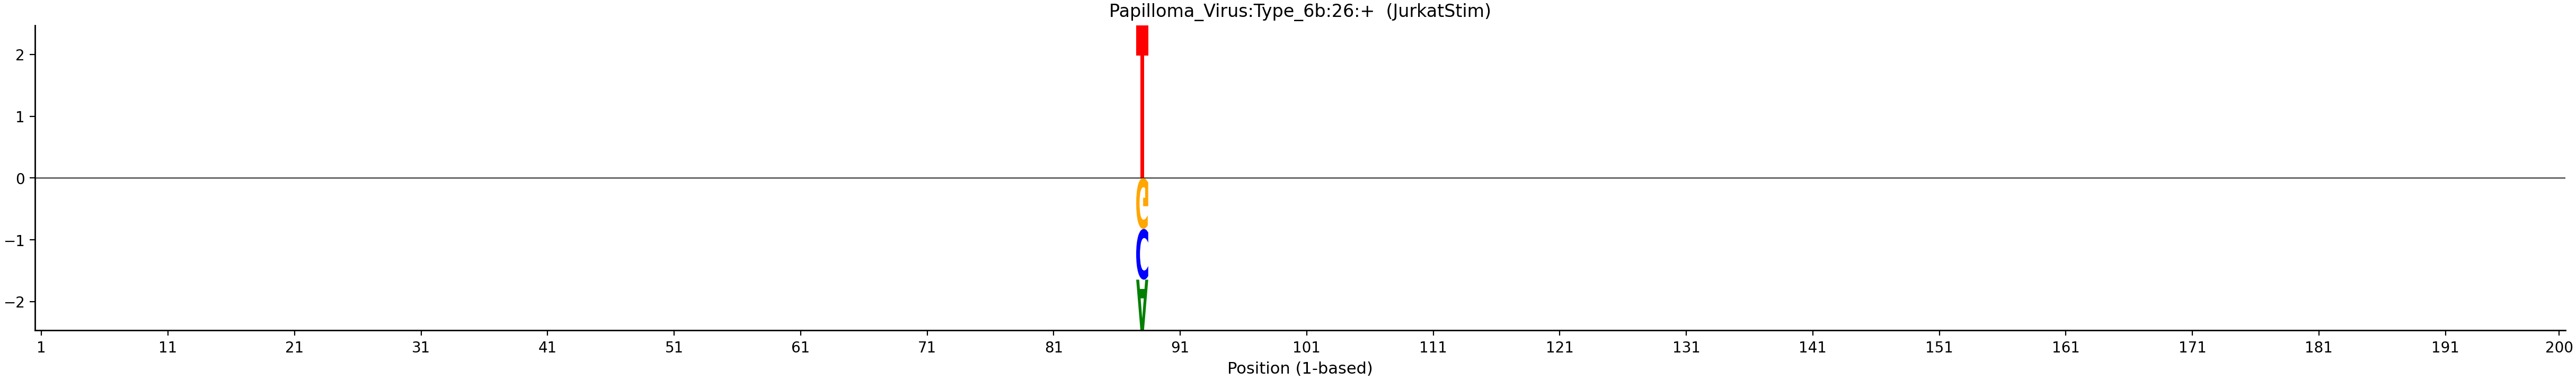 Papilloma_Virus:Type_6b:26:+ (JurkatStim)
2
1
0
−1
−2
T
G
C
A
1 11 21 31 41 51 61 71 81 91 101 111 121 131 141 151 161 171 181 191 200
Position (1-based)